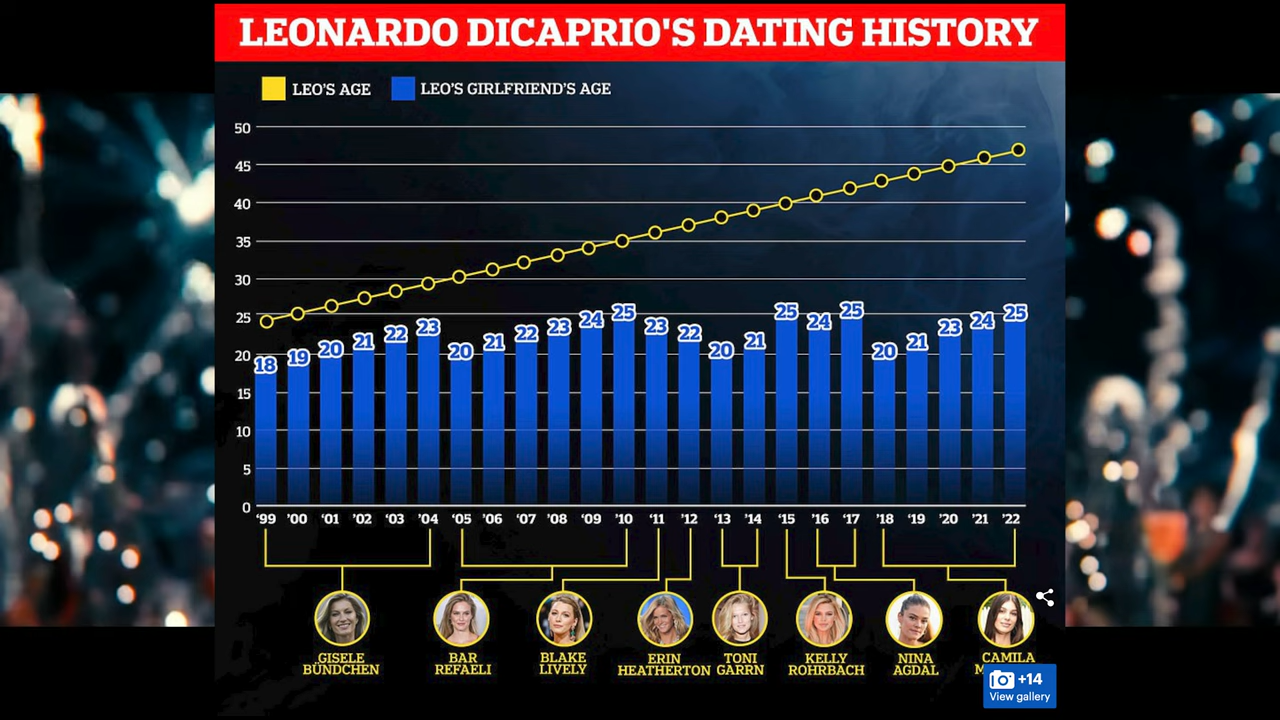 LEONARDO DICAPRIO'S DATING HISTORY
LEO'S AGE
LEO'S GIRLFRIEND'S AGE
50
45
40
35
30
25
20
15
10
5
0
18 19 20 21 22 23 20 21 22 23 24 25 23 22 20 21 25 24 25 20 21 23 24 25
‘99 ’00 ‘01 ‘02 ‘03 ‘04 ‘05 ‘06 ‘07 ‘08 ‘09 ‘10 ‘11 ‘12 ‘13 ‘14 ‘15 ‘16 ‘17 ‘18 ‘19 ‘20 ‘21 ‘22
GISELE
BÜNDCHEN
BAR
REFAELI
BLAKE
LIVELY
ERIN
HEATHERTON
TONI
GARRN
KELLY
ROHRBACH
NINA
AGDAL
CAMILA
+14
View gallery